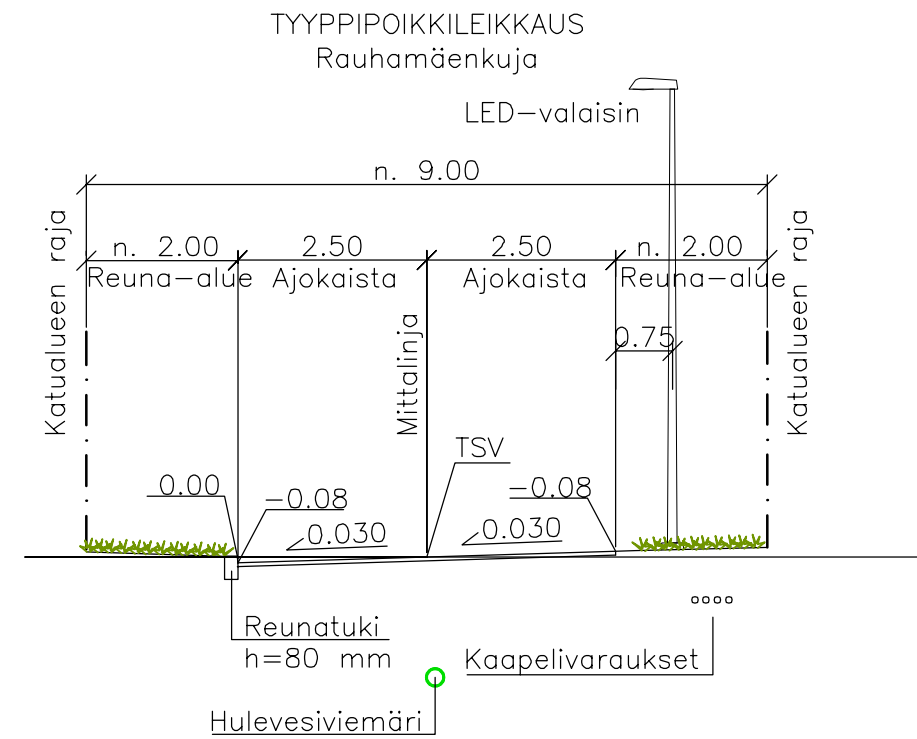 TYYPPIPOIKKILEIKKAUS
Rauhamäenkuja
LED-valaisin
n. 9.00
n. 2.00
2.50
2.50
n. 2.00
Reuna-alue
Ajokaista
Ajokaista
Reuna-alue
Katualueen raja
Mittalinja
Katualueen raja
0.75
TSV
0.00
-0.08
-0.08
0.030
0.030
Reunatuki
h=80 mm
Kaapelivaraukset
Hulevesiviemäri